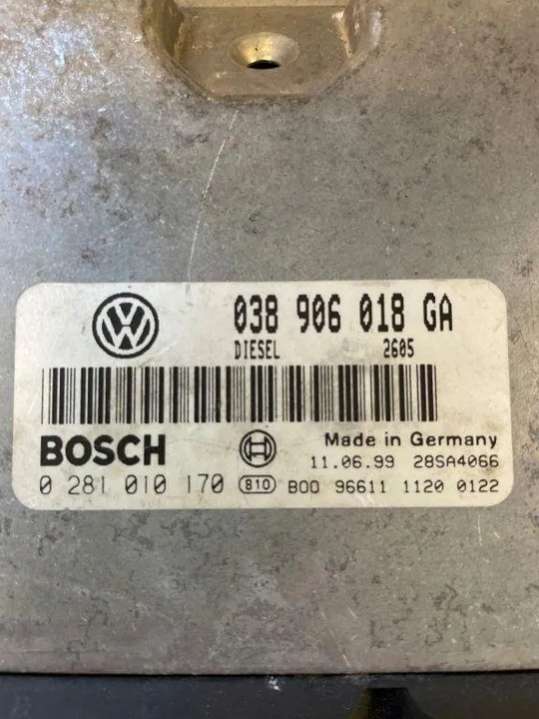 038 906 018 GA
DIESEL 2605
BOSCH
Made in Germany
11.06.99 28SA4066
0 281 010 170 B10 B00 96611 1120 0122